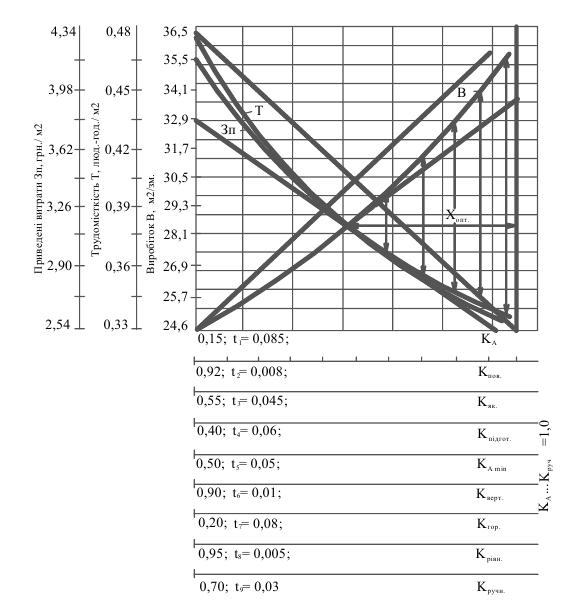 4,34 0,48 36,5
35,5
3,98 0,45 34,1
В
Т
3,62 0,42 32,9
Зп
31,7
30,5
3,26 0,39 29,3
Xопт.
28,1
2,90 0,36 26,9
25,7
2,54 0,33 24,6
Приведені витрати Зп, грн./ м2
Трудомісткість Т, люд.-год./ м2
Виробіток В, м2/зм.
0,15; t1= 0,085; KА
0,92; t2= 0,008; Kпов.
0,55; t3= 0,045; Kяк.
0,40; t4= 0,06; Kпідгот.
0,50; t5= 0,05; KА min
0,90; t6= 0,01; Kверт.
0,20; t7= 0,08; Kгор.
0,95; t8= 0,005; Kрівн.
0,70; t9= 0,03 Kручн.
KА...Kруч =1,0